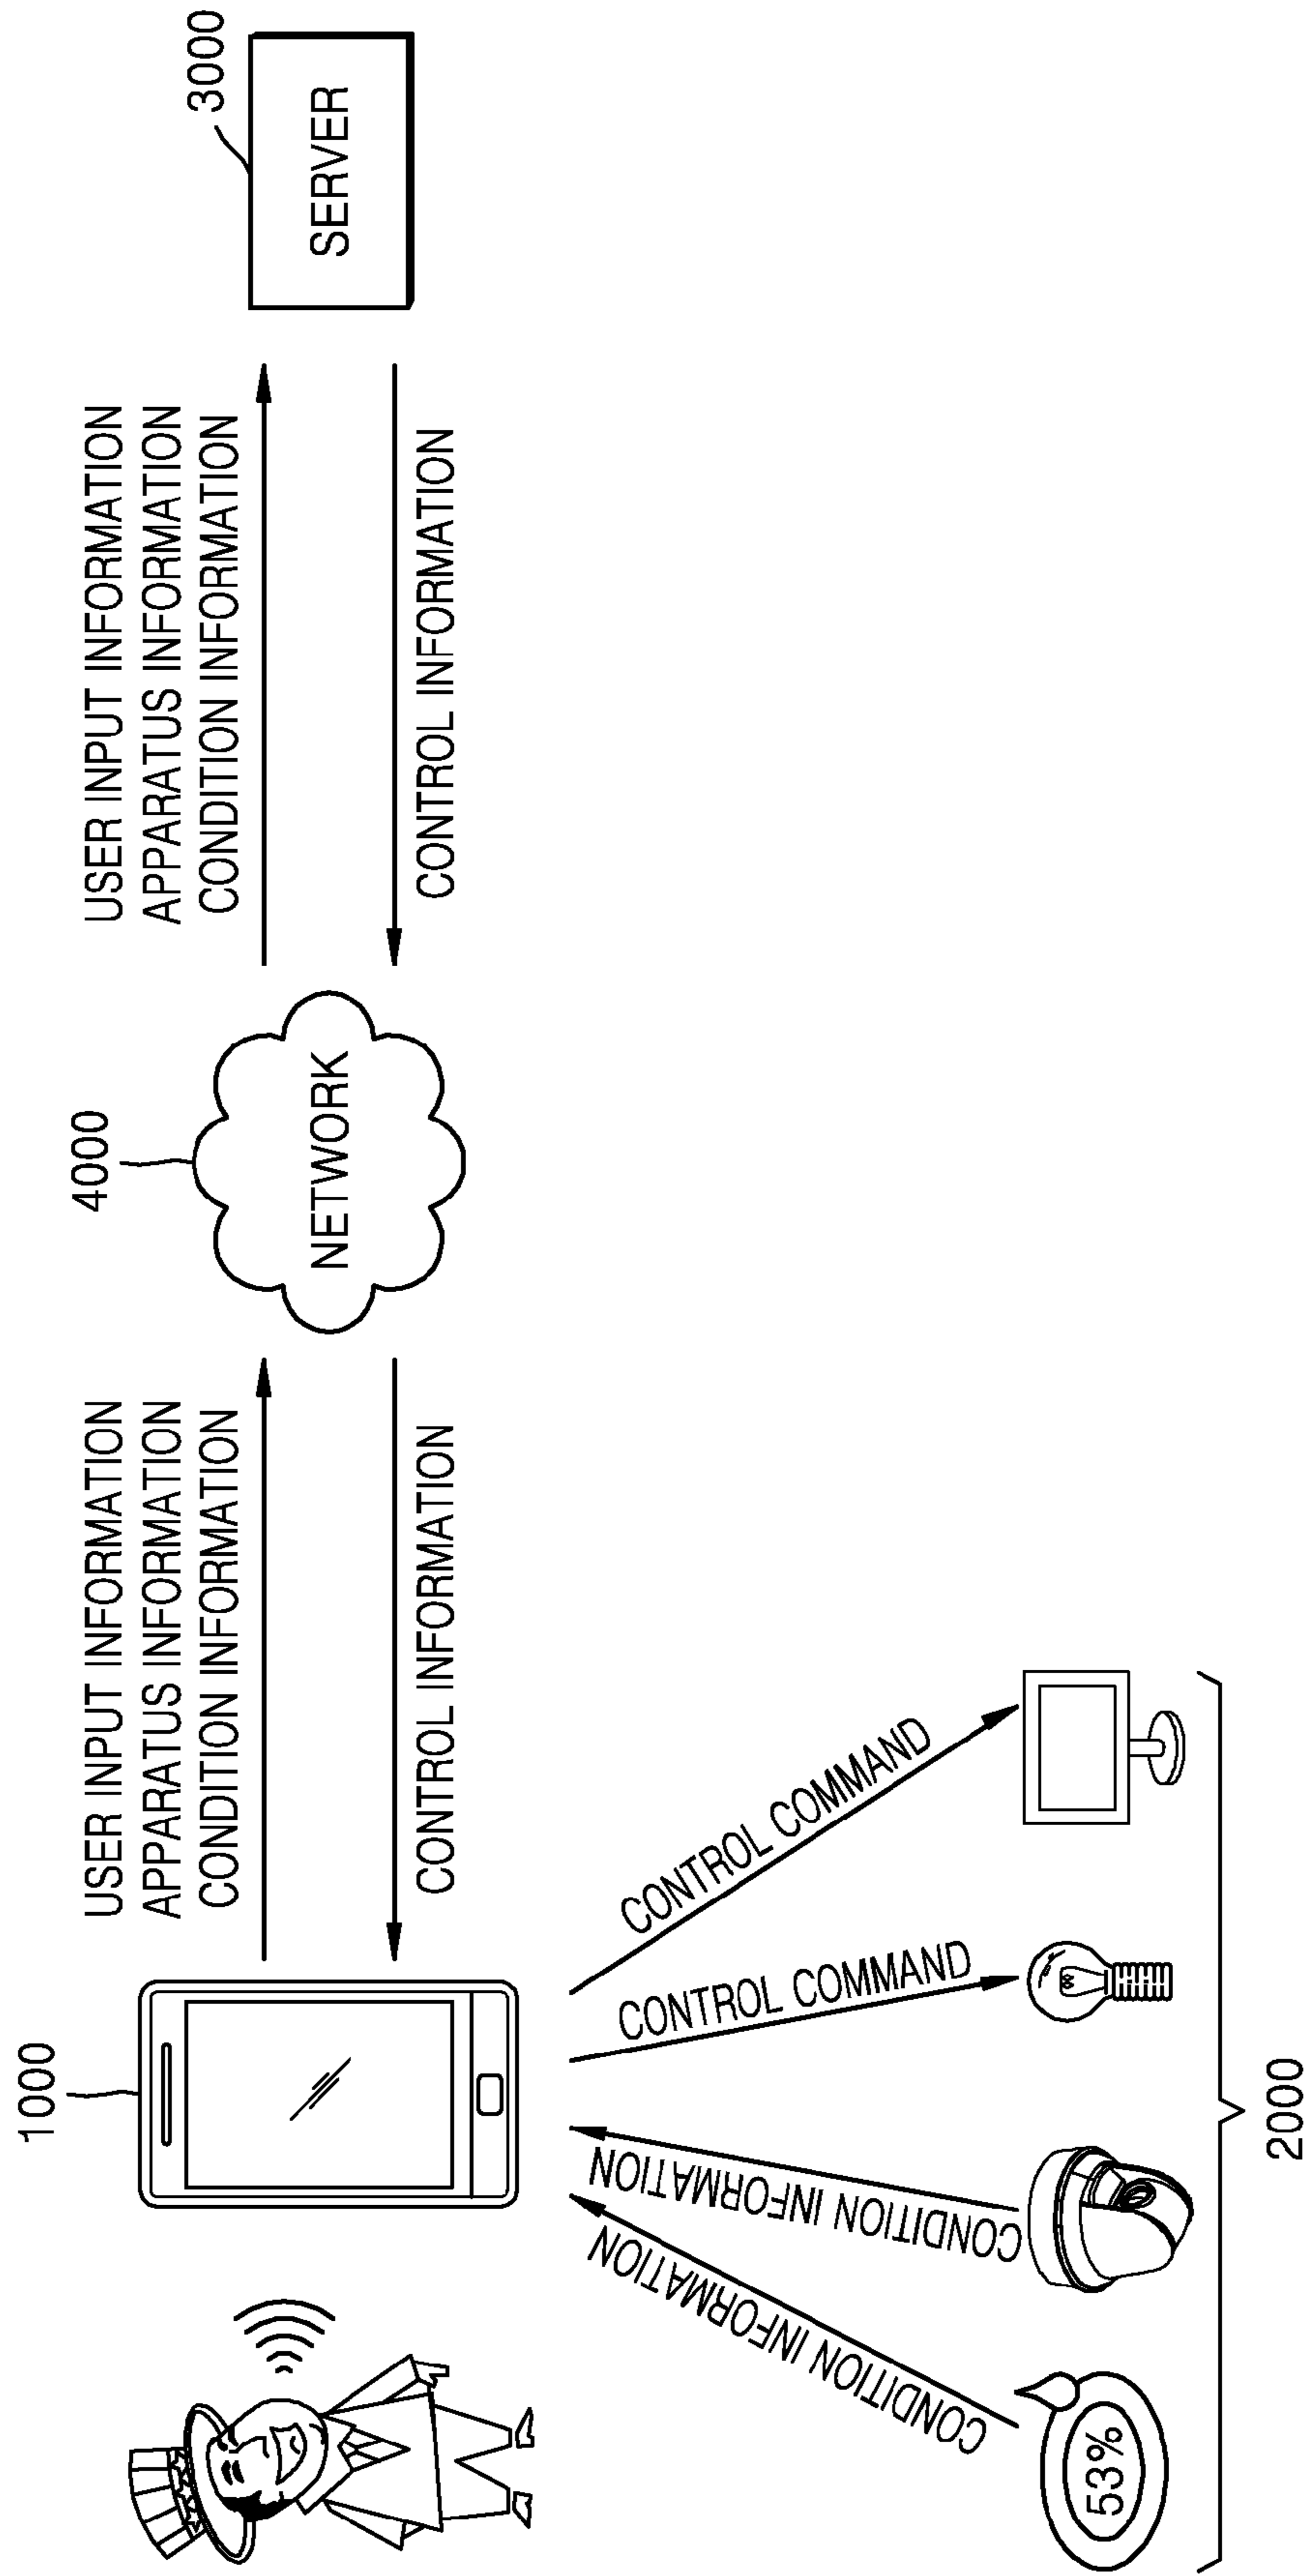 1000
USER INPUT INFORMATION
APPARATUS INFORMATION
CONDITION INFORMATION
CONTROL INFORMATION
4000
NETWORK
USER INPUT INFORMATION
APPARATUS INFORMATION
CONDITION INFORMATION
CONTROL INFORMATION
3000
SERVER
CONDITION INFORMATION
CONDITION INFORMATION
CONTROL COMMAND
CONTROL COMMAND
53%
2000